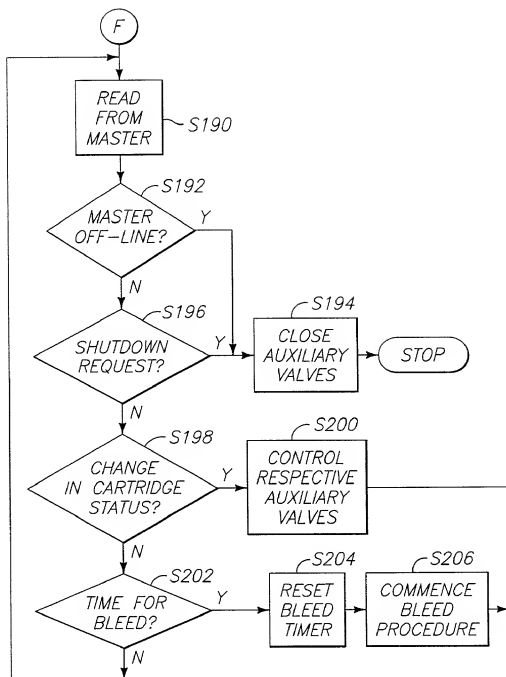 F
READ
FROM
MASTER
S190
S192
MASTER
OFF-LINE?
Y
N
S194
CLOSE
AUXILIARY
VALVES
STOP
S196
SHUTDOWN
REQUEST?
Y
N
S198
CHANGE
IN CARTRIDGE
STATUS?
Y
N
S200
CONTROL
RESPECTIVE
AUXILIARY
VALVES
S202
TIME FOR
BLEED?
Y
N
S204
RESET
BLEED
TIMER
S206
COMMENCE
BLEED
PROCEDURE